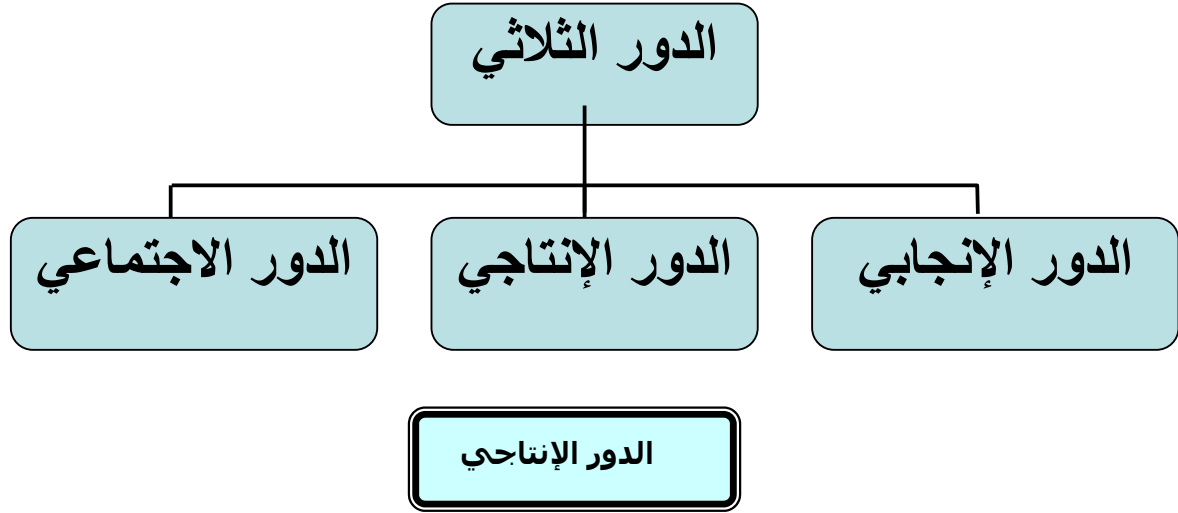 الدور الثلاثي
الدور الإنجابي
الدور الإنتاجي
الدور الاجتماعي
الدور الإنتاجي